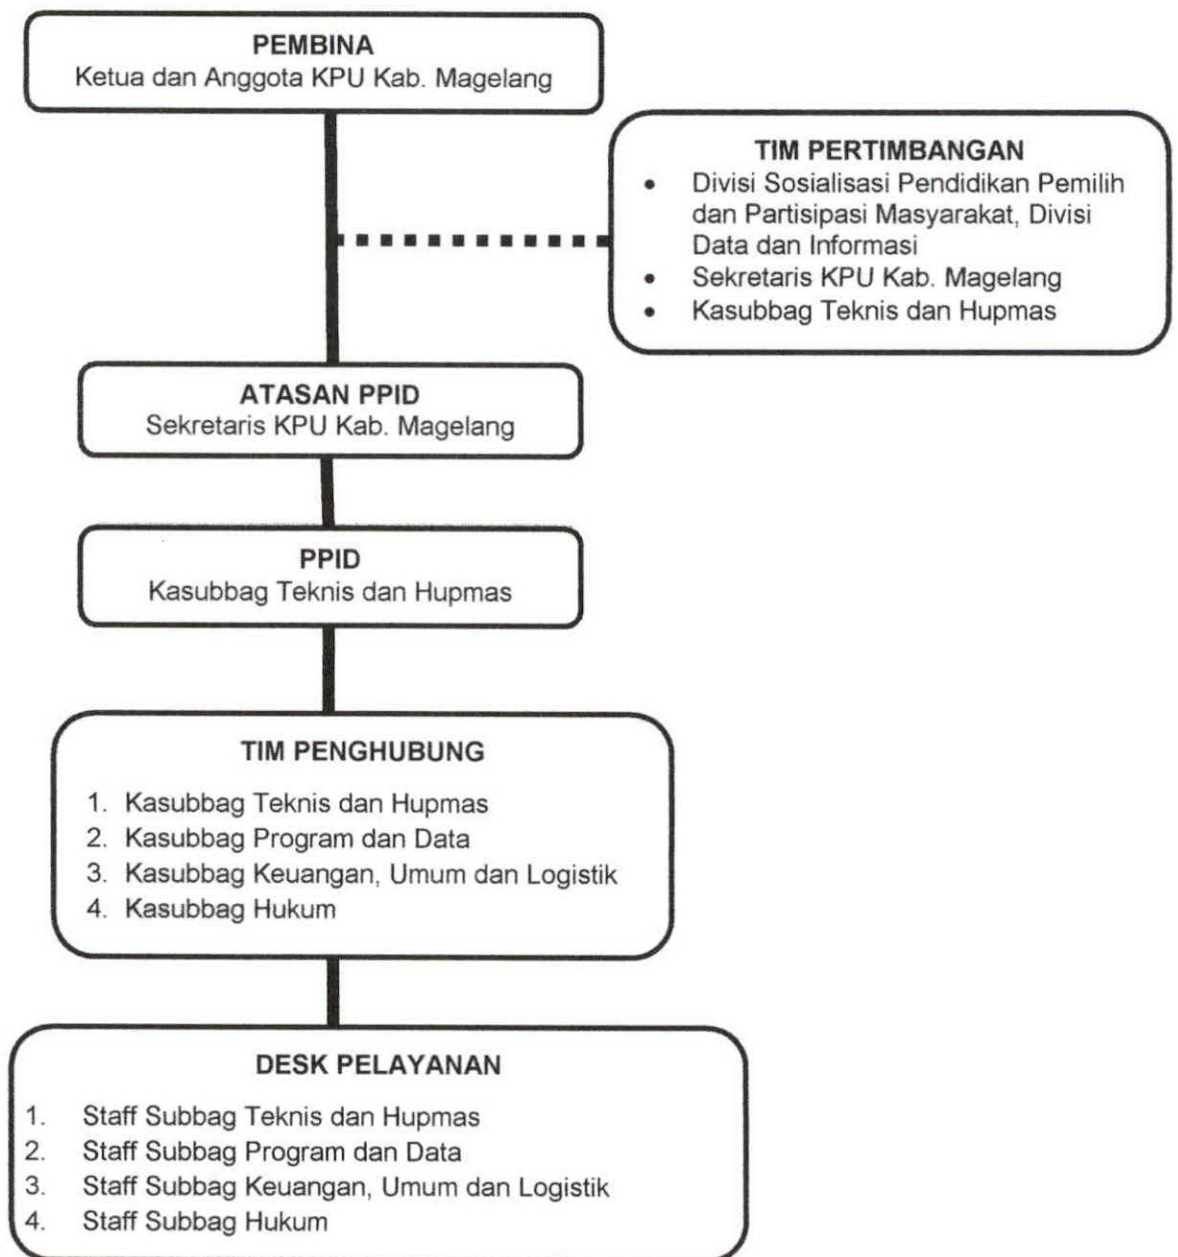 PEMBINA
Ketua dan Anggota KPU Kab. Magelang
TIM PERTIMBANGAN
• Divisi Sosialisasi Pendidikan Pemilih
dan Partisipasi Masyarakat, Divisi
Data dan Informasi
• Sekretaris KPU Kab. Magelang
• Kasubbag Teknis dan Hupmas
ATASAN PPID
Sekretaris KPU Kab. Magelang
PPID
Kasubbag Teknis dan Hupmas
TIM PENGHUBUNG
1. Kasubbag Teknis dan Hupmas
2. Kasubbag Program dan Data
3. Kasubbag Keuangan, Umum dan Logistik
4. Kasubbag Hukum
DESK PELAYANAN
1. Staff Subbag Teknis dan Hupmas
2. Staff Subbag Program dan Data
3. Staff Subbag Keuangan, Umum dan Logistik
4. Staff Subbag Hukum